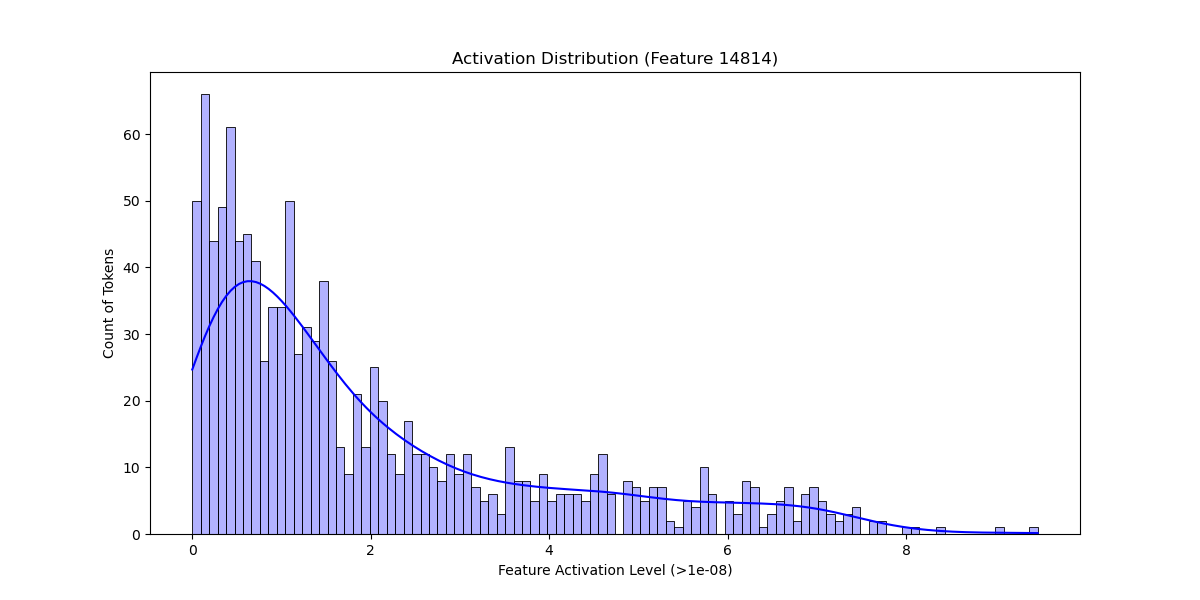 Activation Distribution (Feature 14814)
60
50
40
30
20
10
0
Count of Tokens
0 2 4 6 8
Feature Activation Level (>1e-08)